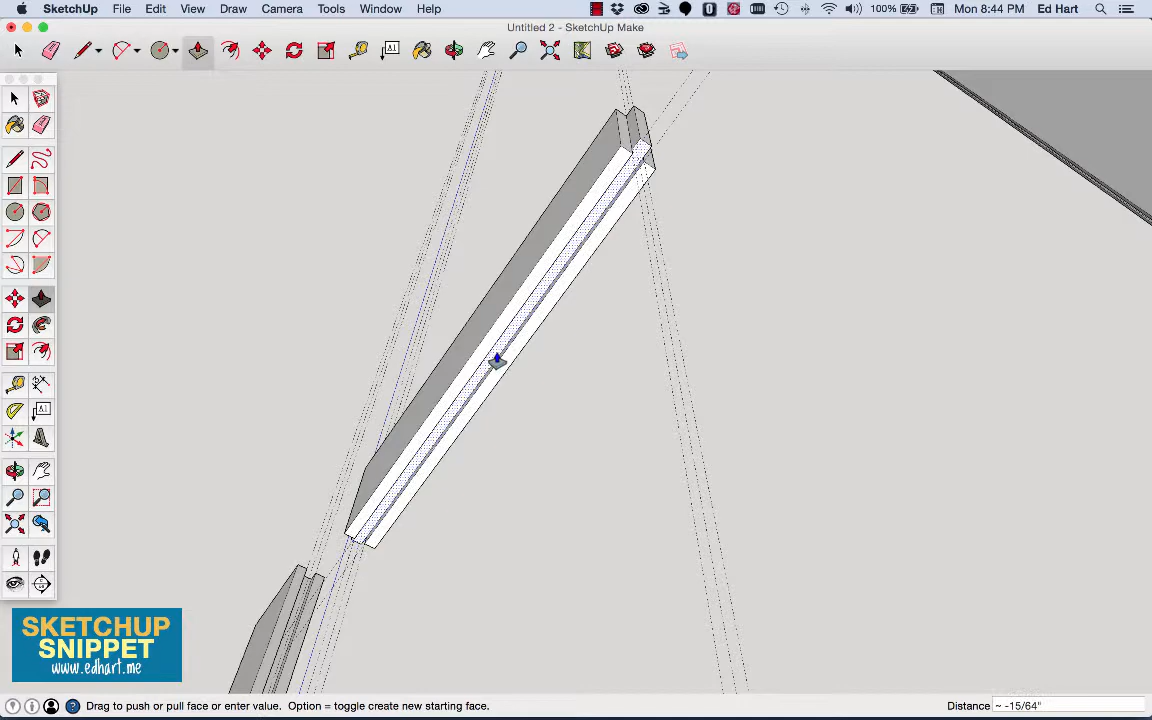 SketchUp File Edit View Draw Camera Tools Window Help 100% Mon 8:44 PM Ed Hart
Untitled 2 - SketchUp Make
A1
A1
SKETCHUP
SNIPPET
www.edhart.me
Drag to push or pull face or enter value. Option = toggle create new starting face. Distance ~ -15/64"